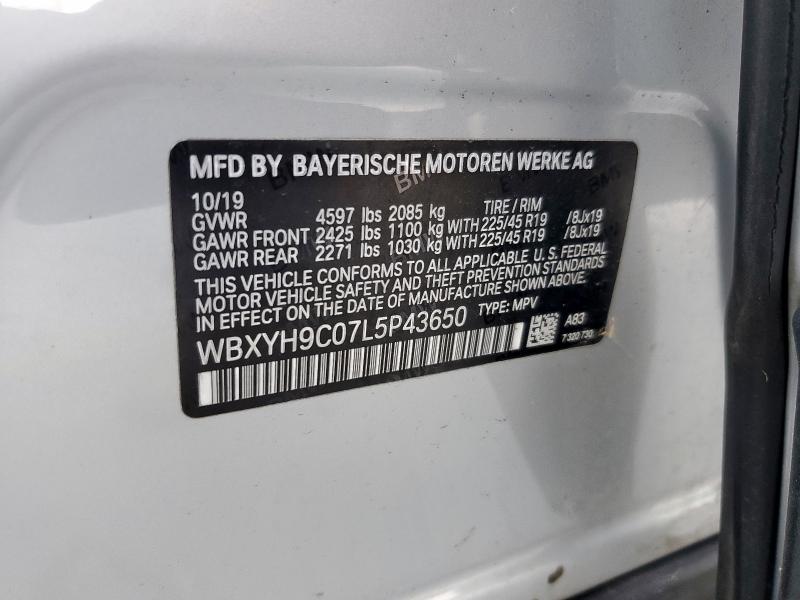 MFD BY BAYERISCHE MOTOREN WERKE AG
10/19 TIRE / RIM
GVWR 4597 lbs 2085 kg
GAWR FRONT 2425 lbs 1100 kg WITH 225/45 R19 /8Jx19
GAWR REAR 2271 lbs 1030 kg WITH 225/45 R19 /8Jx19
THIS VEHICLE CONFORMS TO ALL APPLICABLE U.S. FEDERAL
MOTOR VEHICLE SAFETY AND THEFT PREVENTION STANDARDS
IN EFFECT ON THE DATE OF MANUFACTURE SHOWN ABOVE.
WBXYH9C07L5P43650 TYPE: MPV
A83
7320730